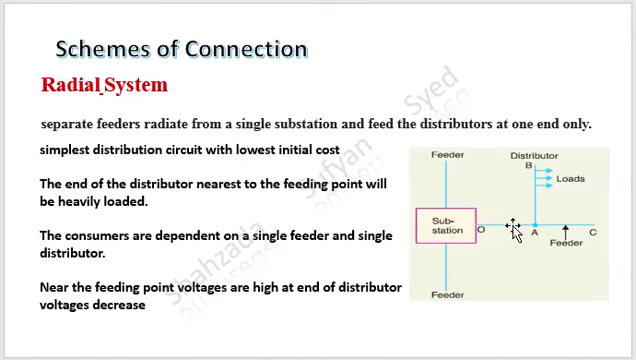 Schemes of Connection
Radial System
separate feeders radiate from a single substation and feed the distributors at one end only.
simplest distribution circuit with lowest initial cost
The end of the distributor nearest to the feeding point will
be heavily loaded.
The consumers are dependent on a single feeder and single
distributor.
Near the feeding point voltages are high at end of distributor
voltages decrease
Feeder
Distributor
B
Loads
Sub-
station
O
A
C
Feeder
Feeder
Syed
Sufyan
Shahzada